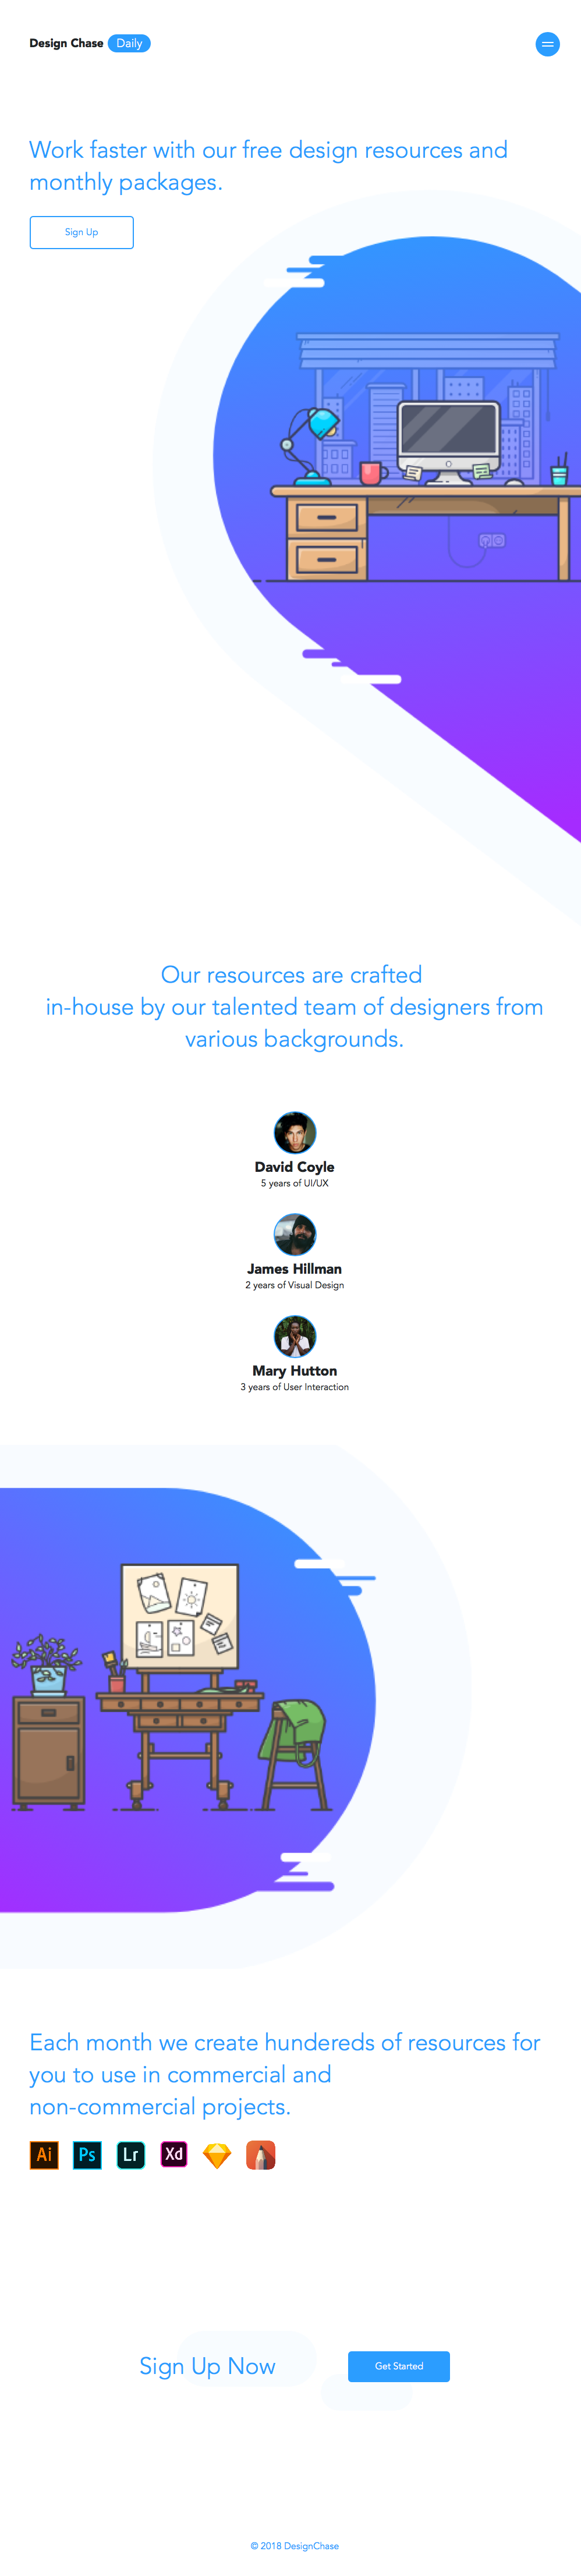 Design Chase Daily
Work faster with our free design resources and
monthly packages.
Sign Up
Our resources are crafted
in-house by our talented team of designers from
various backgrounds.
David Coyle
5 years of UI/UX
James Hillman
2 years of Visual Design
Mary Hutton
3 years of User Interaction
Each month we create hundereds of resources for
you to use in commercial and
non-commercial projects.
Ai Ps Lr Xd
Sign Up Now
Get Started
© 2018 DesignChase